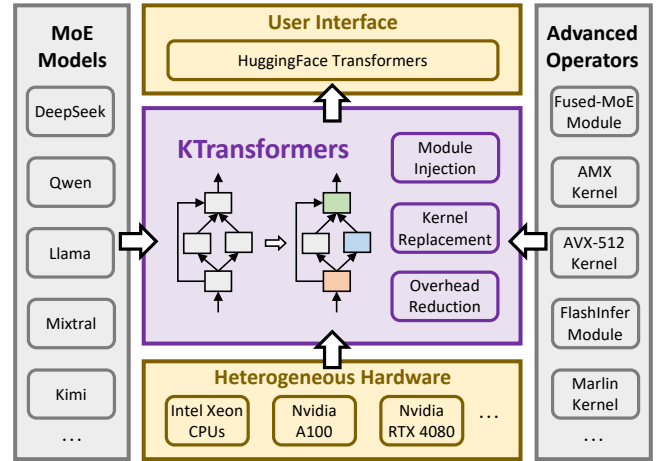 MoE
Models
DeepSeek
Qwen
Llama
Mixtral
Kimi
...
User Interface
HuggingFace Transformers
KTransformers
Module
Injection
Kernel
Replacement
Overhead
Reduction
Heterogeneous Hardware
Intel Xeon
CPUs
Nvidia
A100
Nvidia
RTX 4080
...
Advanced
Operators
Fused-MoE
Module
AMX
Kernel
AVX-512
Kernel
FlashInfer
Module
Marlin
Kernel
...